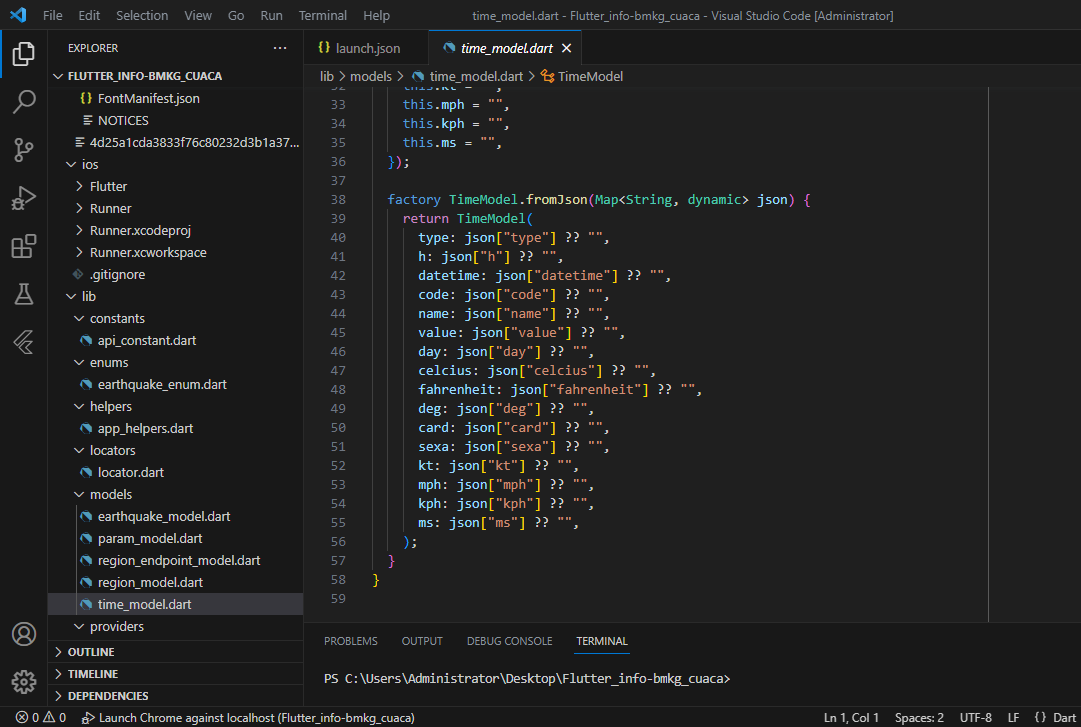 File Edit Selection View Go Run Terminal Help time_model.dart - Flutter_info-bmkg_cuaca - Visual Studio Code [Administrator]
EXPLORER ...
FLUTTER_INFO-BMKG_CUACA
{} FontManifest.json
NOTICES
4d25a1cda3833f76c80232d3b1a37...
ios
Flutter
Runner
Runner.xcodeproj
Runner.xcworkspace
.gitignore
lib
constants
api_constant.dart
enums
earthquake_enum.dart
helpers
app_helpers.dart
locators
locator.dart
models
earthquake_model.dart
param_model.dart
region_endpoint_model.dart
region_model.dart
time_model.dart
providers
OUTLINE
TIMELINE
DEPENDENCIES
{} launch.json time_model.dart
lib > models > time_model.dart > TimeModel
32 this.kt = "",
33 this.mph = "",
34 this.kph = "",
35 this.ms = "",
36 });
37
38 factory TimeModel.fromJson(Map<String, dynamic> json) {
39 return TimeModel(
40 type: json["type"] ?? "",
41 h: json["h"] ?? "",
42 datetime: json["datetime"] ?? "",
43 code: json["code"] ?? "",
44 name: json["name"] ?? "",
45 value: json["value"] ?? "",
46 day: json["day"] ?? "",
47 celcius: json["celcius"] ?? "",
48 fahrenheit: json["fahrenheit"] ?? "",
49 deg: json["deg"] ?? "",
50 card: json["card"] ?? "",
51 sexa: json["sexa"] ?? "",
52 kt: json["kt"] ?? "",
53 mph: json["mph"] ?? "",
54 kph: json["kph"] ?? "",
55 ms: json["ms"] ?? "",
56 );
57 }
58 }
59
PROBLEMS OUTPUT DEBUG CONSOLE TERMINAL
PS C:\Users\Administrator\Desktop\Flutter_info-bmkg_cuaca>
0 0 Launch Chrome against localhost (Flutter_info-bmkg_cuaca) Ln 1, Col 1 Spaces: 2 UTF-8 LF {} Dart